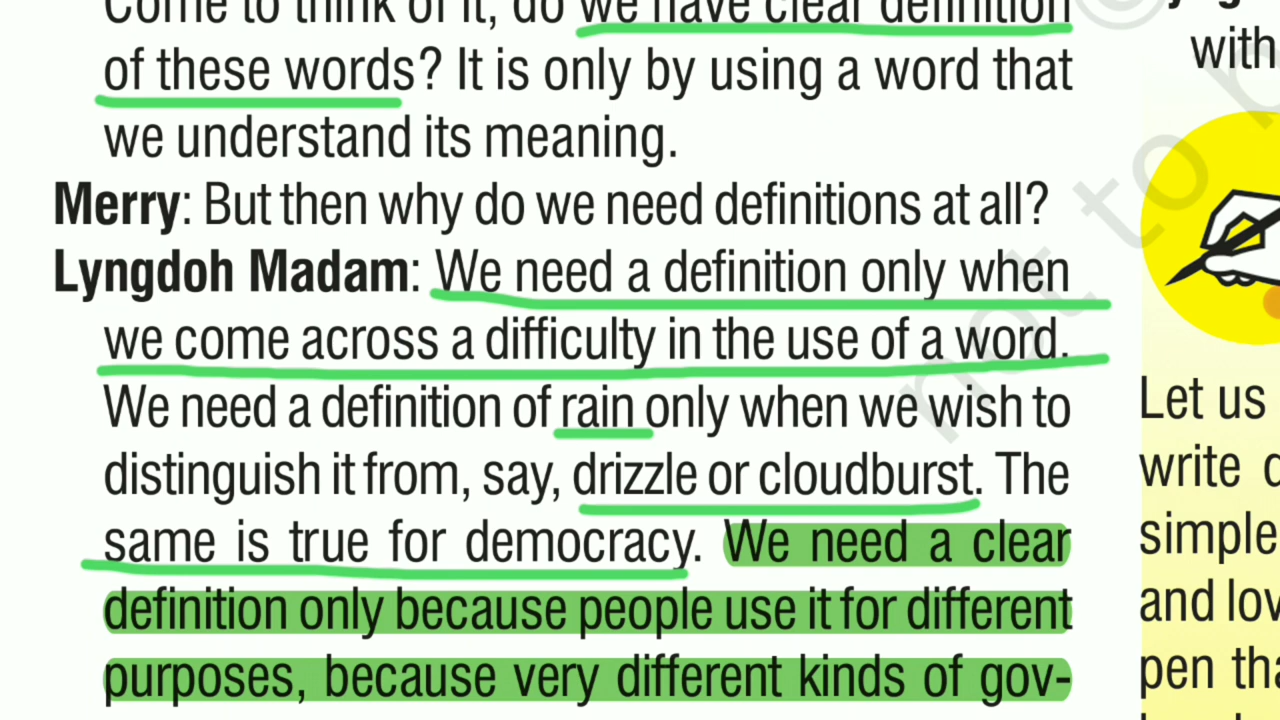 Come to think of it, do we have clear definition
of these words? It is only by using a word that
we understand its meaning.
Merry: But then why do we need definitions at all?
Lyngdoh Madam: We need a definition only when
we come across a difficulty in the use of a word.
We need a definition of rain only when we wish to
distinguish it from, say, drizzle or cloudburst. The
same is true for democracy. We need a clear
definition only because people use it for different
purposes, because very different kinds of gov-
with
Let us
write
simple
and lov
pen tha
not to b
©